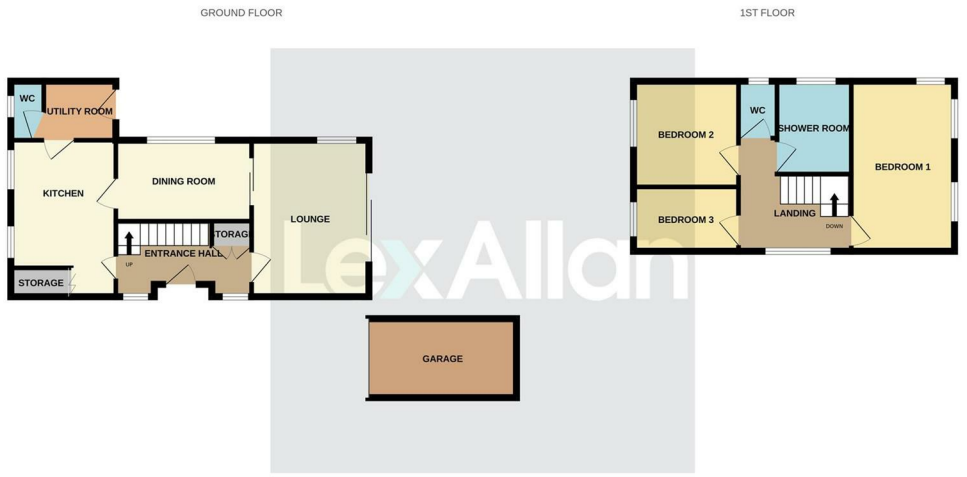 GROUND FLOOR
1ST FLOOR
WC
UTILITY ROOM
KITCHEN
DINING ROOM
LOUNGE
STORAGE
ENTRANCE HALL
UP
STORAGE
GARAGE
LexAllan
BEDROOM 2
WC
SHOWER ROOM
BEDROOM 1
BEDROOM 3
LANDING
DOWN